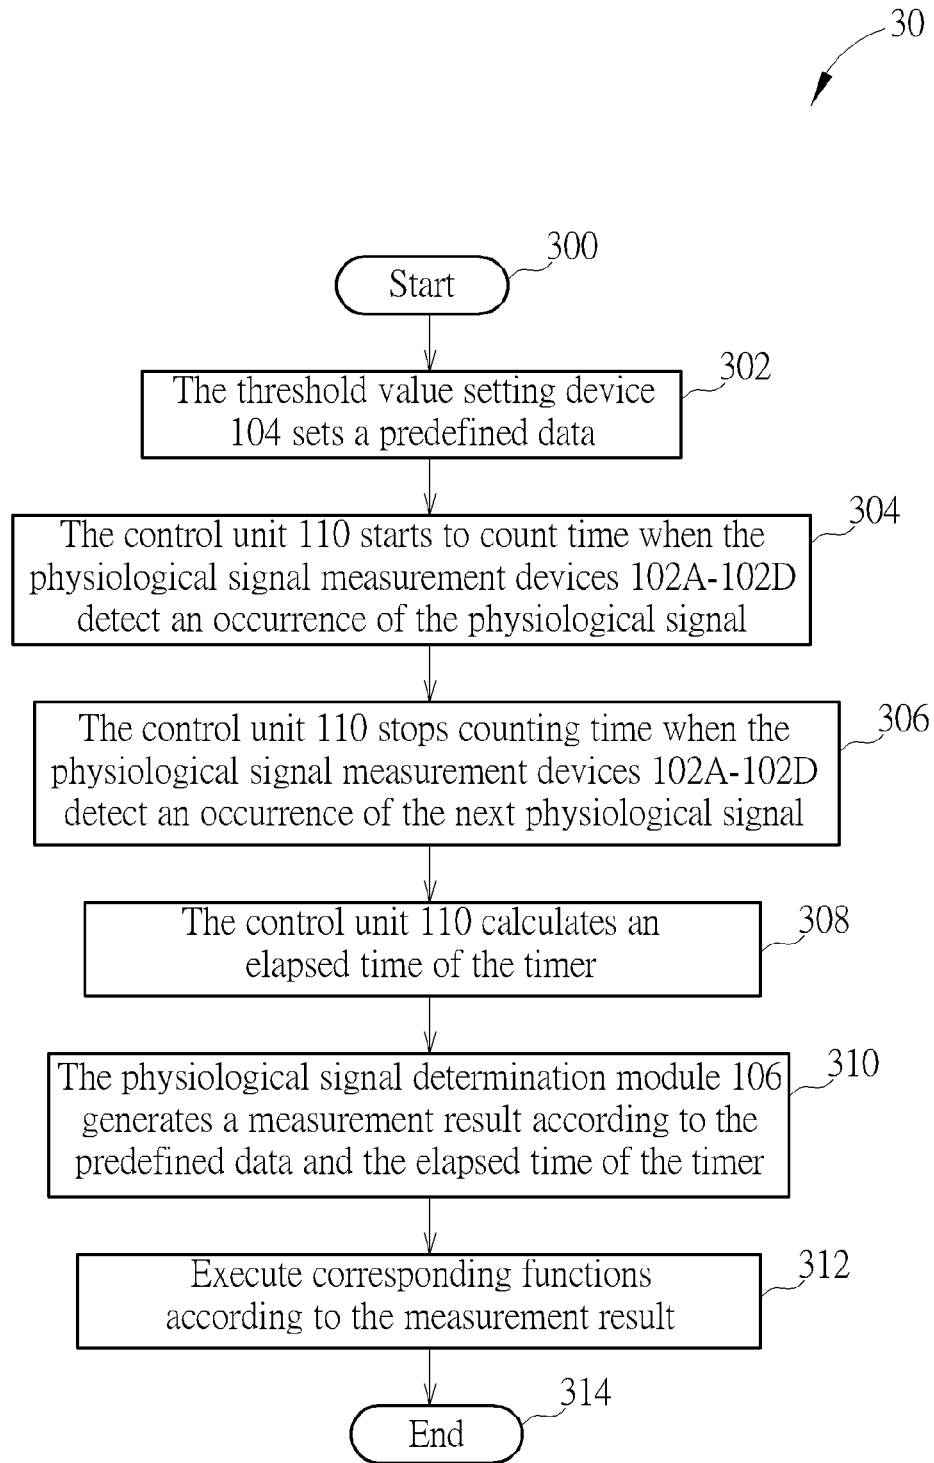 30
300
Start
302
The threshold value setting device
104 sets a predefined data
304
The control unit 110 starts to count time when the
physiological signal measurement devices 102A-102D
detect an occurrence of the physiological signal
306
The control unit 110 stops counting time when the
physiological signal measurement devices 102A-102D
detect an occurrence of the next physiological signal
308
The control unit 110 calculates an
elapsed time of the timer
310
The physiological signal determination module 106
generates a measurement result according to the
predefined data and the elapsed time of the timer
312
Execute corresponding functions
according to the measurement result
314
End